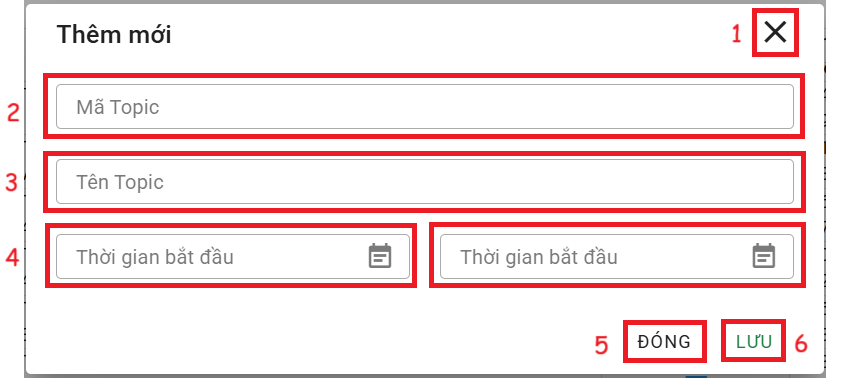 Thêm mới 1
2 Mã Topic
3 Tên Topic
4 Thời gian bắt đầu Thời gian bắt đầu
5 ĐÓNG LƯU 6